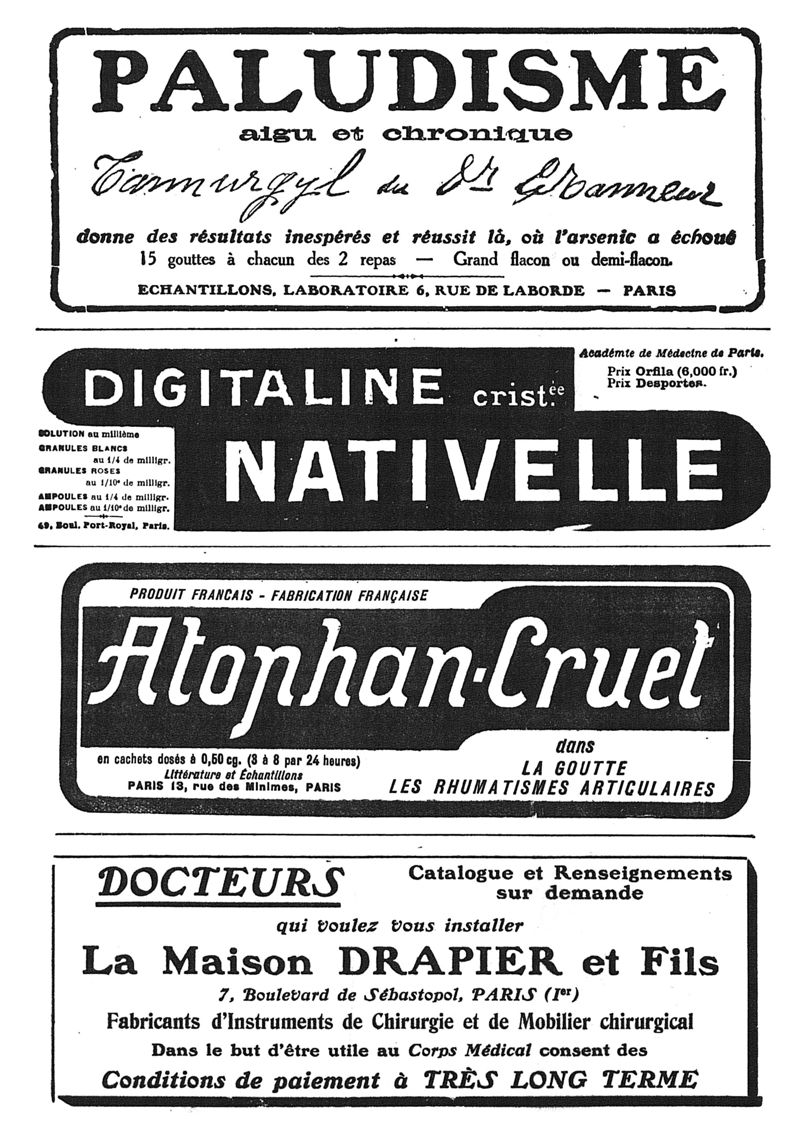 PALUDISME
aigu et chronique
Tanmurgyl du Dr
donne des résultats inespérés et réussit là, où l'arsenic a échoué
15 gouttes à chacun des 2 repas — Grand flacon ou demi-flacon.
ECHANTILLONS, LABORATOIRE 6, RUE DE LABORDE — PARIS
DIGITALINE crist.ée
Académie de Médecine de Paris.
Prix Orfila (6,000 fr.)
Prix Desportes.
NATIVELLE
SOLUTION au millième
GRANULES BLANCS
au 1/4 de milligr.
GRANULES ROSES
au 1/10e de milligr.
AMPOULES au 1/4 de milligr.
AMPOULES au 1/10e de milligr.
49, Boul. Port-Royal, Paris.
PRODUIT FRANCAIS - FABRICATION FRANÇAISE
Atophan-Cruet
en cachets dosés à 0,50 cg. (3 à 8 par 24 heures)
Littérature et Échantillons
PARIS 13, rue des Minimes, PARIS
dans
LA GOUTTE
LES RHUMATISMES ARTICULAIRES
DOCTEURS
Catalogue et Renseignements
sur demande
qui voulez vous installer
La Maison DRAPIER et Fils
7, Boulevard de Sébastopol, PARIS (Ier)
Fabricants d'Instruments de Chirurgie et de Mobilier chirurgical
Dans le but d'être utile au Corps Médical consent des
Conditions de paiement à TRÈS LONG TERME